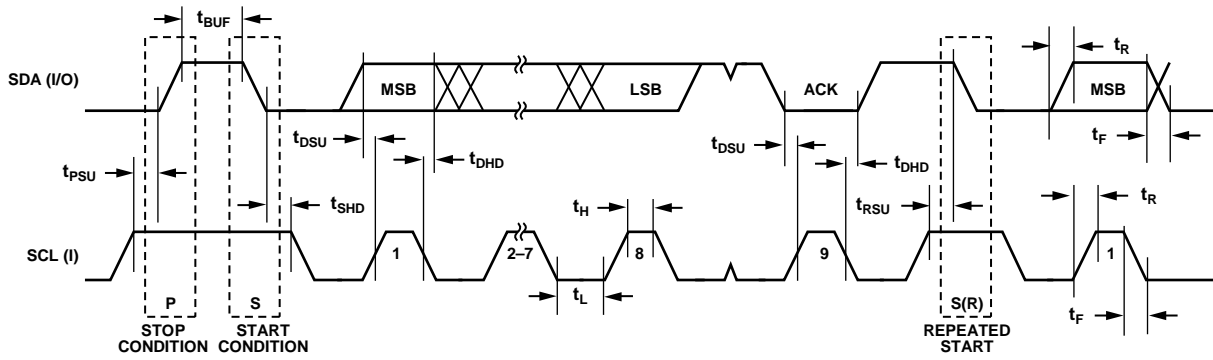 tBUF
tR
SDA (I/O)
MSB
LSB
ACK
MSB
tDSU
tDHD
tDSU
tDHD
tF
tPSU
tSHD
tH
tRSU
tR
SCL (I)
1
2–7
8
9
1
tL
tF
P
S
S(R)
STOP
CONDITION
START
CONDITION
REPEATED
START